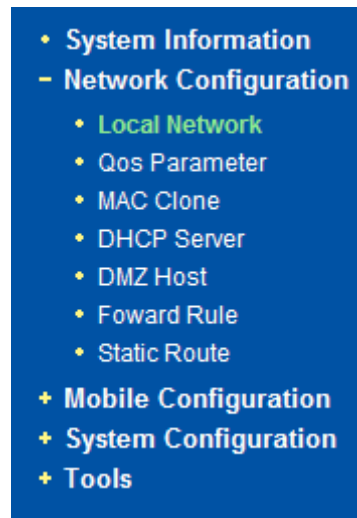 System Information
Network Configuration
Local Network
Qos Parameter
MAC Clone
DHCP Server
DMZ Host
Foward Rule
Static Route
Mobile Configuration
System Configuration
Tools